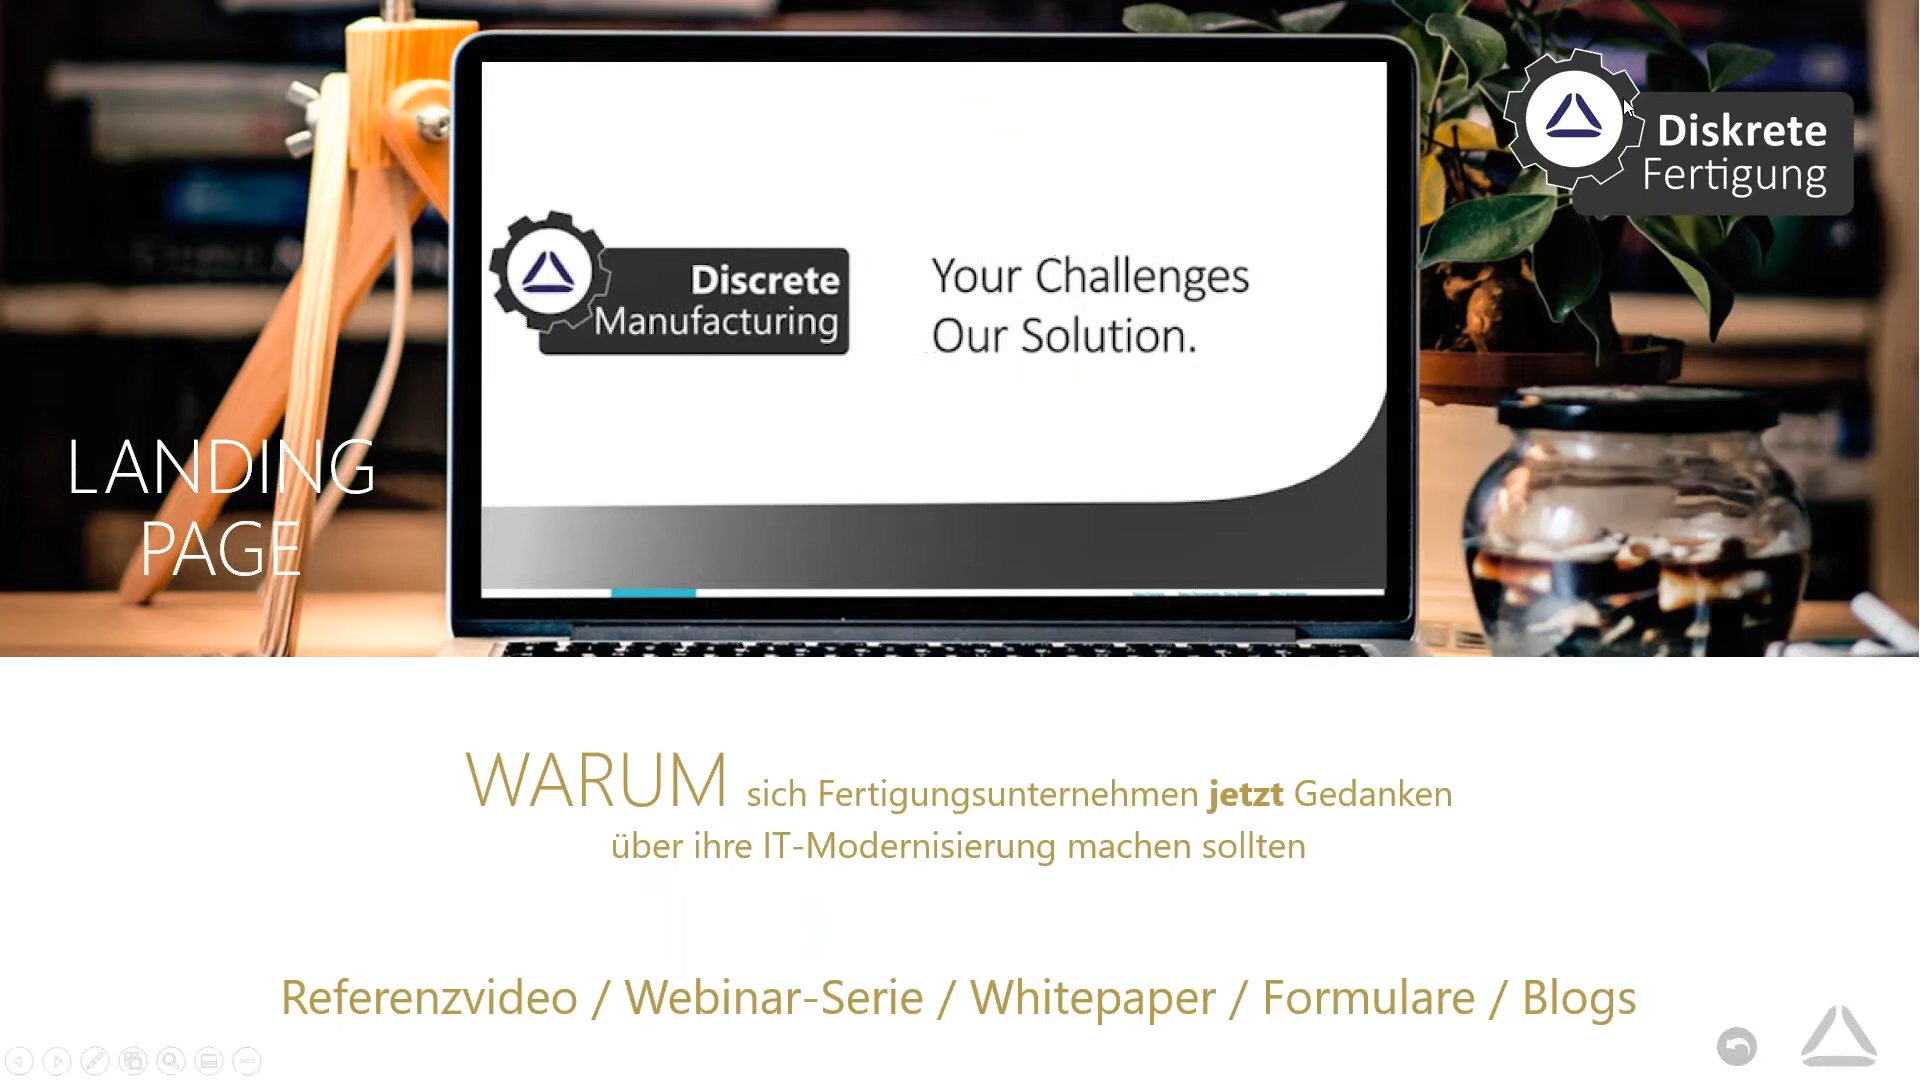 Diskrete
Fertigung
Discrete
Manufacturing
Your Challenges
Our Solution.
LANDING
PAGE
WARUM sich Fertigungsunternehmen jetzt Gedanken
über ihre IT-Modernisierung machen sollten
Referenzvideo / Webinar-Serie / Whitepaper / Formulare / Blogs